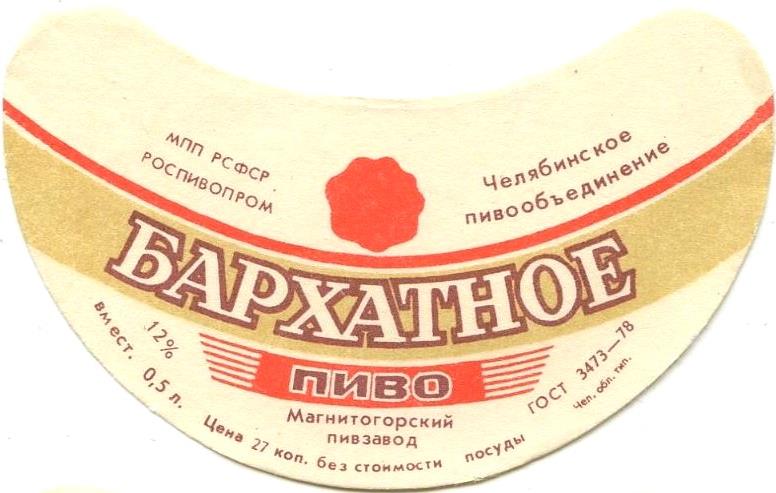 МПП РСФСР
РОСПИВОПРОМ
Челябинское
пивообъединение
БАРХАТНОЕ
ПИВО
12%
вмест. 0,5 л. Цена 27 коп. без стоимости посуды
Магнитогорский
пивзавод
ГОСТ 3473—78
Чел. обл. тип.